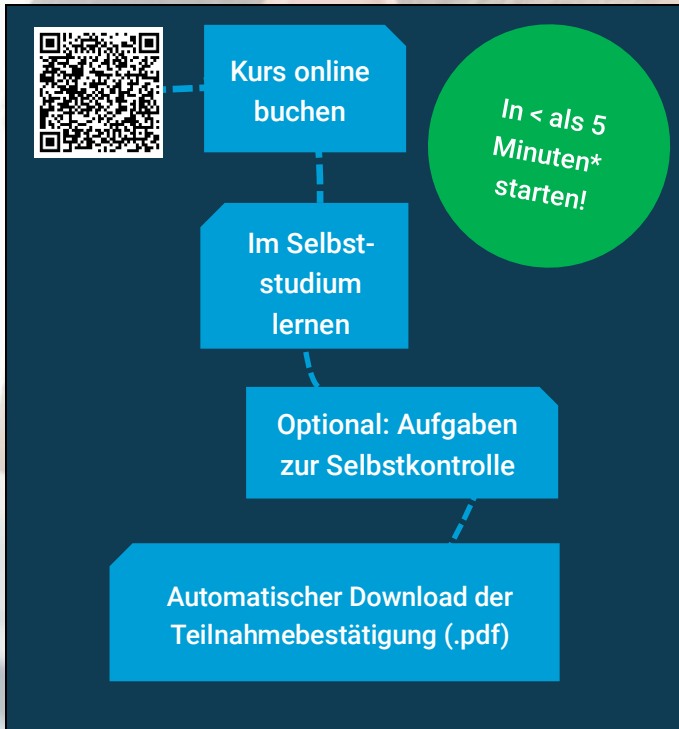 Kurs online
buchen
In < als 5
Minuten*
starten!
Im Selbst-
studium
lernen
Optional: Aufgaben
zur Selbstkontrolle
Automatischer Download der
Teilnahmebestätigung (.pdf)